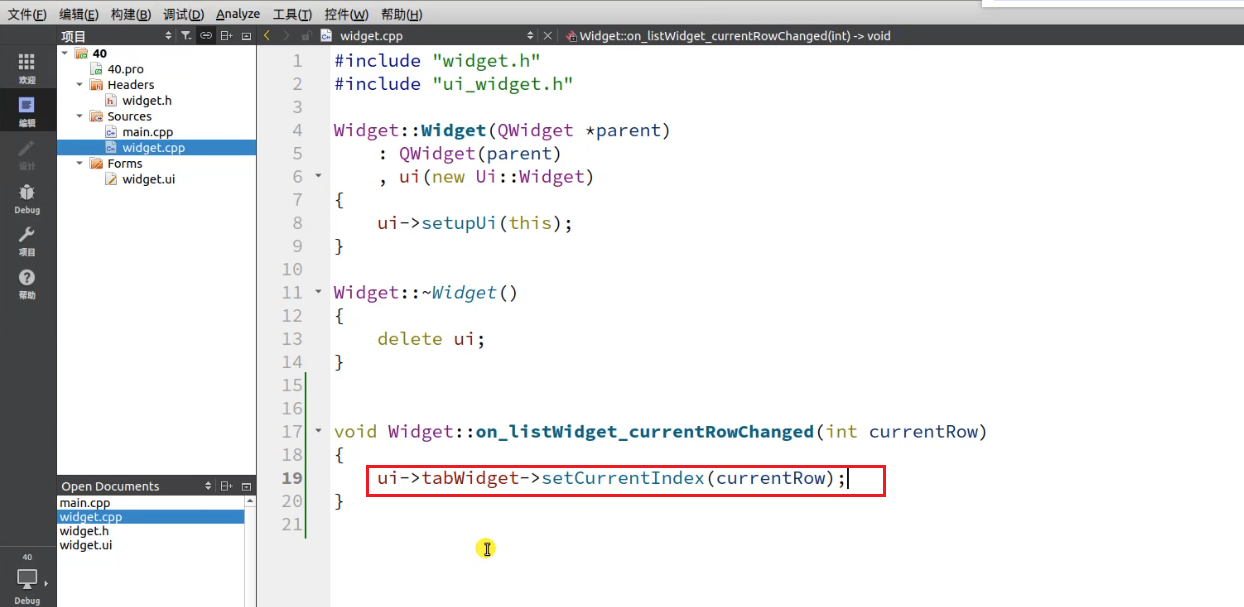 文件(F) 编辑(E) 构建(B) 调试(D) Analyze 工具(T) 控件(W) 帮助(H)
项目 widget.cpp Widget::on_listWidget_currentRowChanged(int) -> void
欢迎
编辑
设计
Debug
项目
帮助
40
40.pro
Headers
widget.h
Sources
main.cpp
widget.cpp
Forms
widget.ui
Open Documents
main.cpp
widget.cpp
widget.h
widget.ui
40
Debug
1 #include "widget.h"
2 #include "ui_widget.h"
3
4 Widget::Widget(QWidget *parent)
5 : QWidget(parent)
6 , ui(new Ui::Widget)
7 {
8 ui->setupUi(this);
9 }
10
11 Widget::~Widget()
12 {
13 delete ui;
14 }
15
16
17 void Widget::on_listWidget_currentRowChanged(int currentRow)
18 {
19 ui->tabWidget->setCurrentIndex(currentRow);
20 }
21